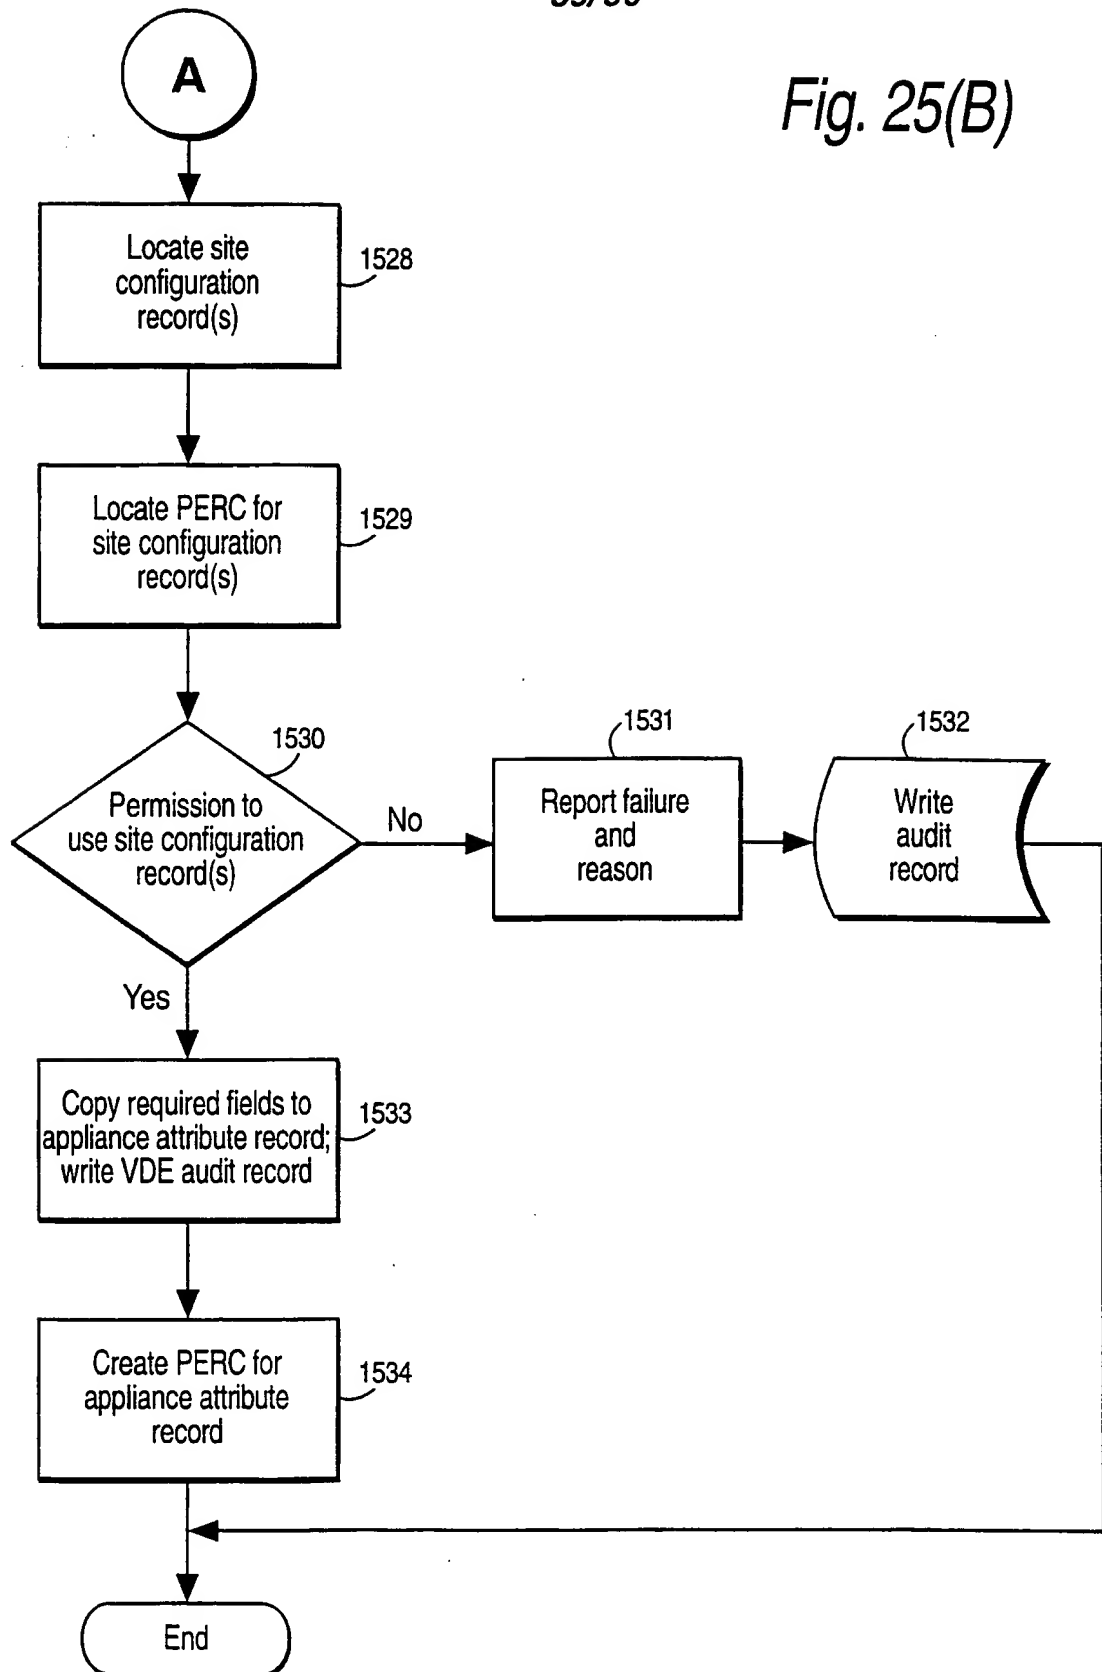 A
Fig. 25(B)
Locate site
configuration
record(s)
1528
Locate PERC for
site configuration
record(s)
1529
1530
Permission to
use site configuration
record(s)
No
1531
Report failure
and
reason
1532
Write
audit
record
Yes
Copy required fields to
appliance attribute record;
write VDE audit record
1533
Create PERC for
appliance attribute
record
1534
End